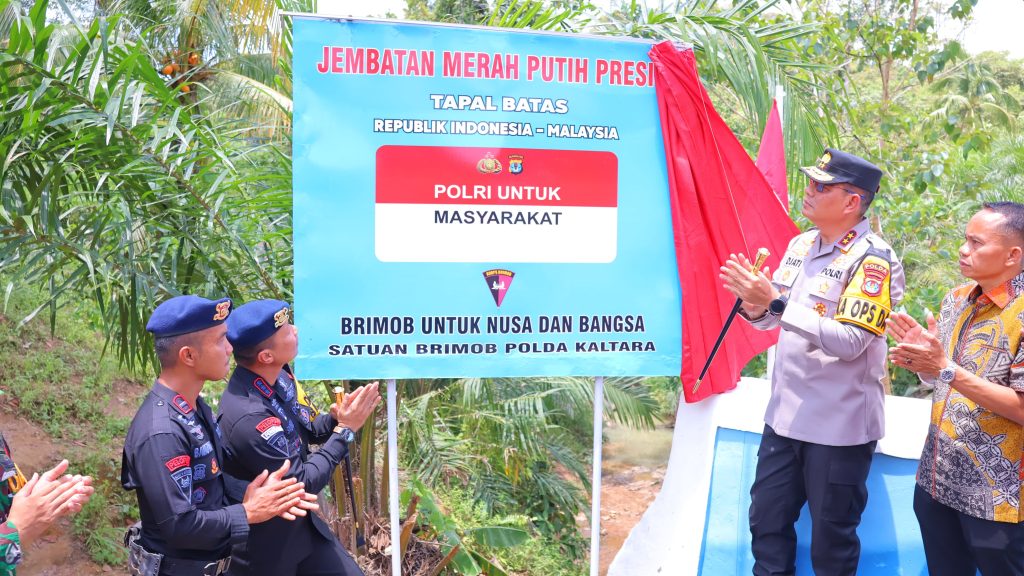 JEMBATAN MERAH PUTIH PRESI
TAPAL BATAS
REPUBLIK INDONESIA – MALAYSIA
POLRI UNTUK
MASYARAKAT
BRIMOB UNTUK NUSA DAN BANGSA
SATUAN BRIMOB POLDA KALTARA
POLRI